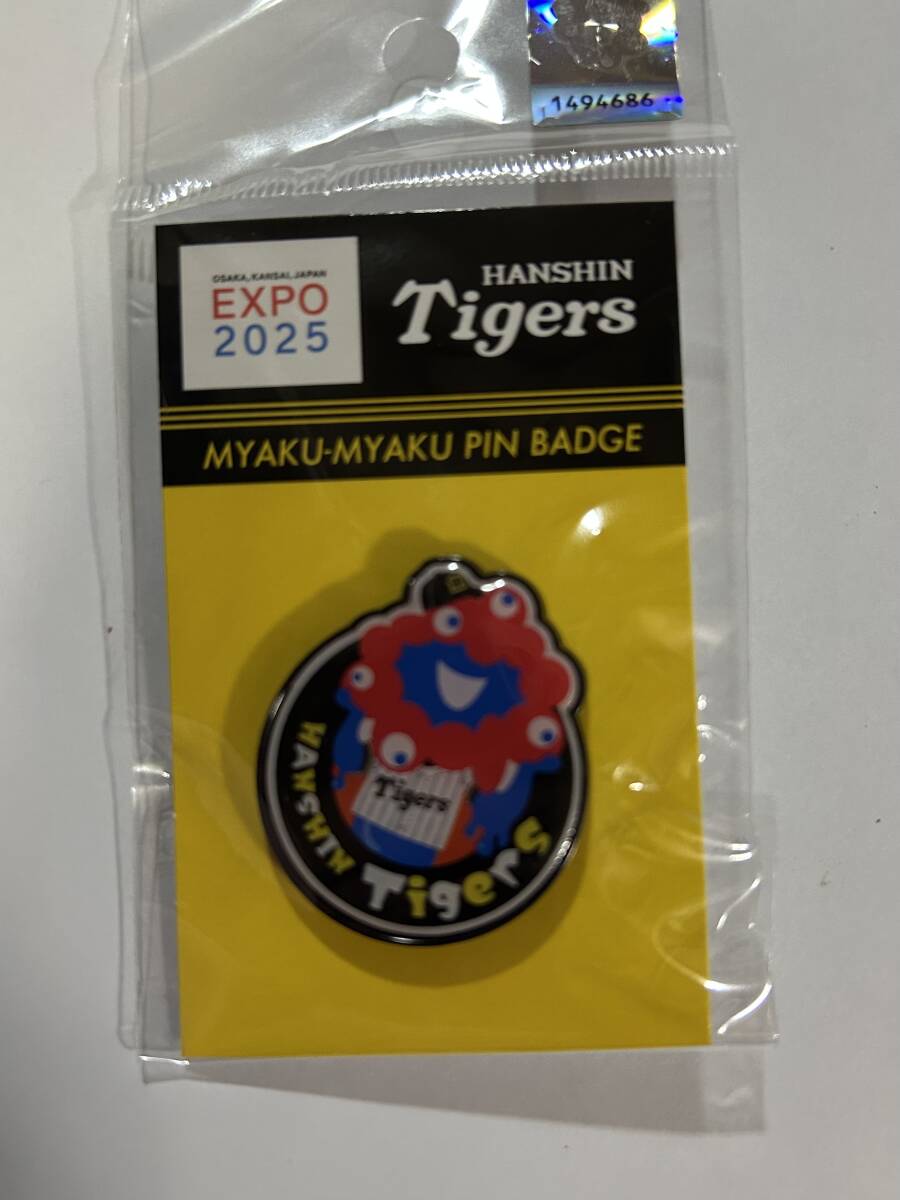 1494686
OSAKA, KANSAI, JAPAN
EXPO
2025
HANSHIN
Tigers
MYAKU-MYAKU PIN BADGE
Tigers
HANSHIN
Tigers